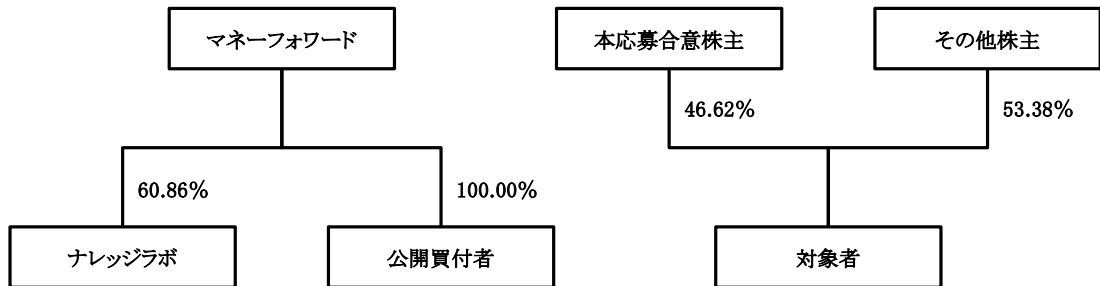 マネーフォワード
本応募合意株主
その他株主
46.62%
53.38%
60.86%
100.00%
ナレッジラボ
公開買付者
対象者